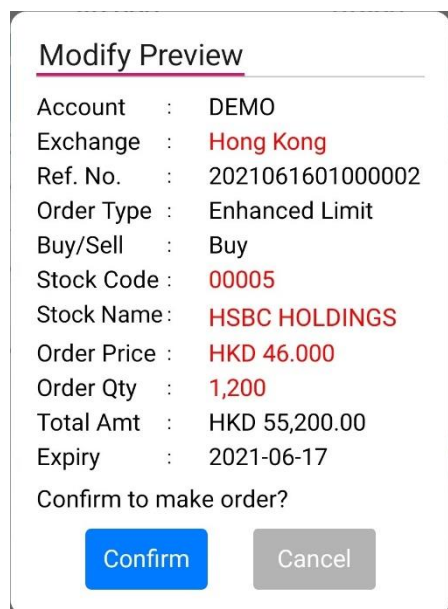 Modify Preview
Account : DEMO
Exchange : Hong Kong
Ref. No. : 2021061601000002
Order Type : Enhanced Limit
Buy/Sell : Buy
Stock Code : 00005
Stock Name : HSBC HOLDINGS
Order Price : HKD 46.000
Order Qty : 1,200
Total Amt : HKD 55,200.00
Expiry : 2021-06-17
Confirm to make order?
Confirm Cancel